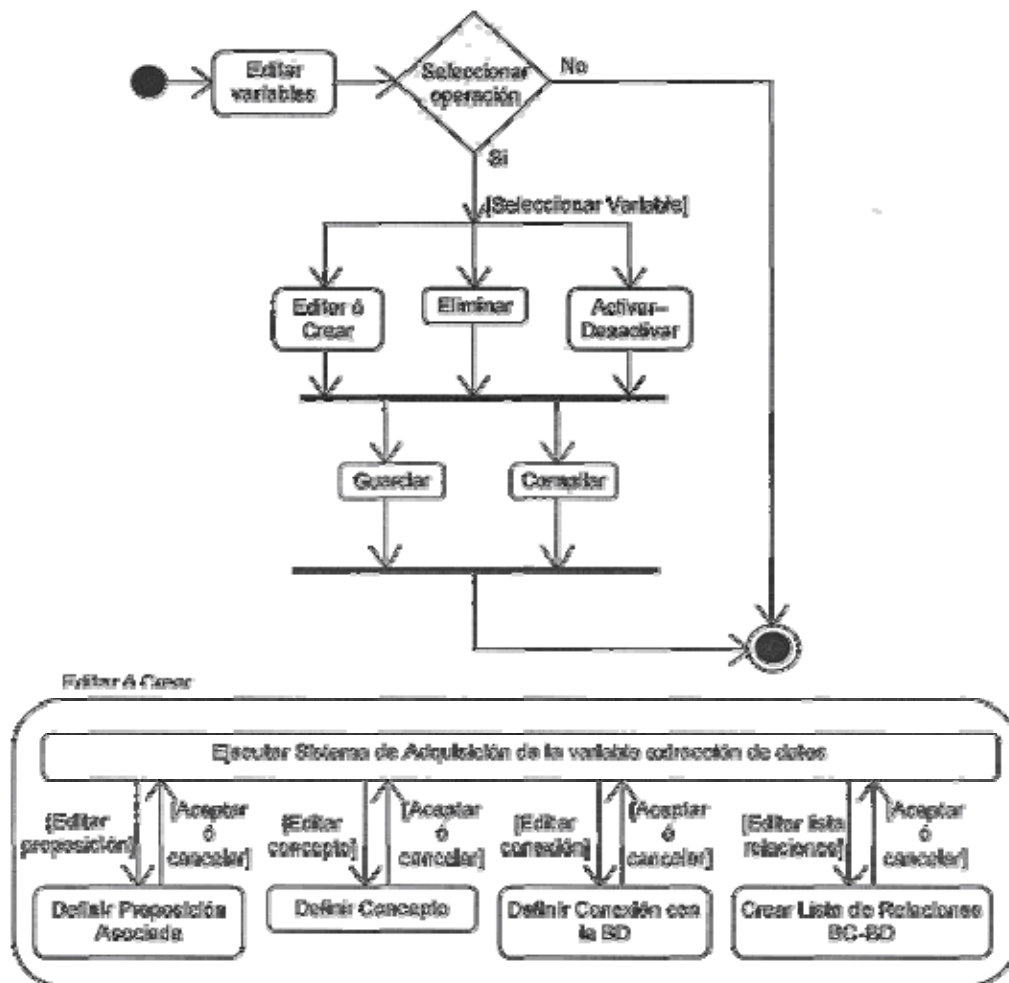 Editar
variables
Seleccionar
operación
No
Si
[Seleccionar Variable]
Editar ó
Crear
Eliminar
Activar-
Desactivar
Guardar
Compilar
Editar ó Crear
Ejecutar Sistema de Adquisición de la variable extracción de datos
[Editar
proposición]
[Aceptar
ó
cancelar]
[Editar
concepto]
[Aceptar
ó
cancelar]
[Editar
conexión]
[Aceptar
ó
cancelar]
[Editar lista
relaciones]
[Aceptar
ó
cancelar]
Definir Proposición
Asociada
Definir Concepto
Definir Conexión con
la BD
Crear Lista de Relaciones
BC-BD